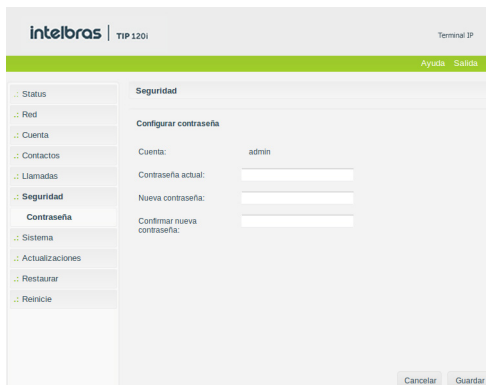 intelbras | TIP 120i
Terminal IP
Ayuda Salida
.: Status
.: Red
.: Cuenta
.: Contactos
.: Llamadas
.: Seguridad
Contraseña
.: Sistema
.: Actualizaciones
.: Restaurar
.: Reinicie
Seguridad
Configurar contraseña
Cuenta: admin
Contraseña actual:
Nueva contraseña:
Confirmar nueva
contraseña:
Cancelar Guardar